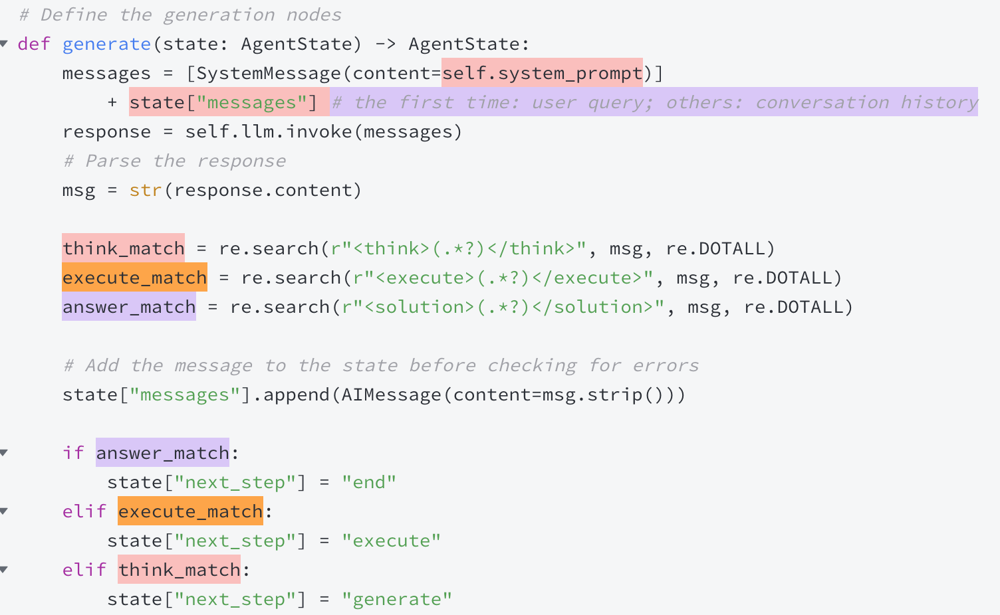 # Define the generation nodes
def generate(state: AgentState) -> AgentState:
    messages = [SystemMessage(content=self.system_prompt)]
        + state["messages"] # the first time: user query; others: conversation history
    response = self.llm.invoke(messages)
    # Parse the response
    msg = str(response.content)

    think_match = re.search(r"<think>(.*?)</think>", msg, re.DOTALL)
    execute_match = re.search(r"<execute>(.*?)</execute>", msg, re.DOTALL)
    answer_match = re.search(r"<solution>(.*?)</solution>", msg, re.DOTALL)

    # Add the message to the state before checking for errors
    state["messages"].append(AIMessage(content=msg.strip()))

    if answer_match:
        state["next_step"] = "end"
    elif execute_match:
        state["next_step"] = "execute"
    elif think_match:
        state["next_step"] = "generate"